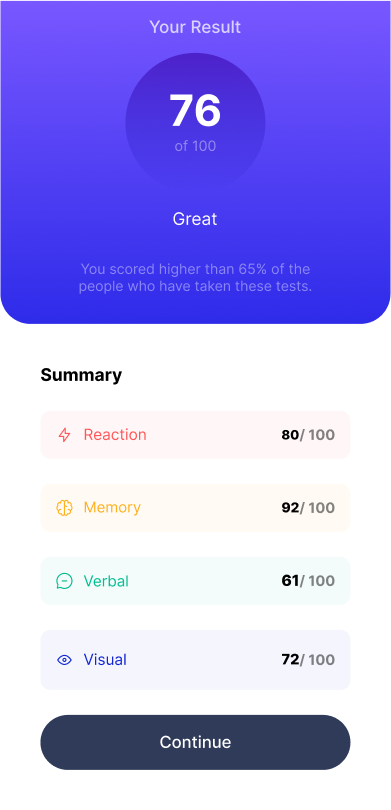 Your Result
76
of 100
Great
You scored higher than 65% of the
people who have taken these tests.
Summary
Reaction 80/ 100
Memory 92/ 100
Verbal 61/ 100
Visual 72/ 100
Continue